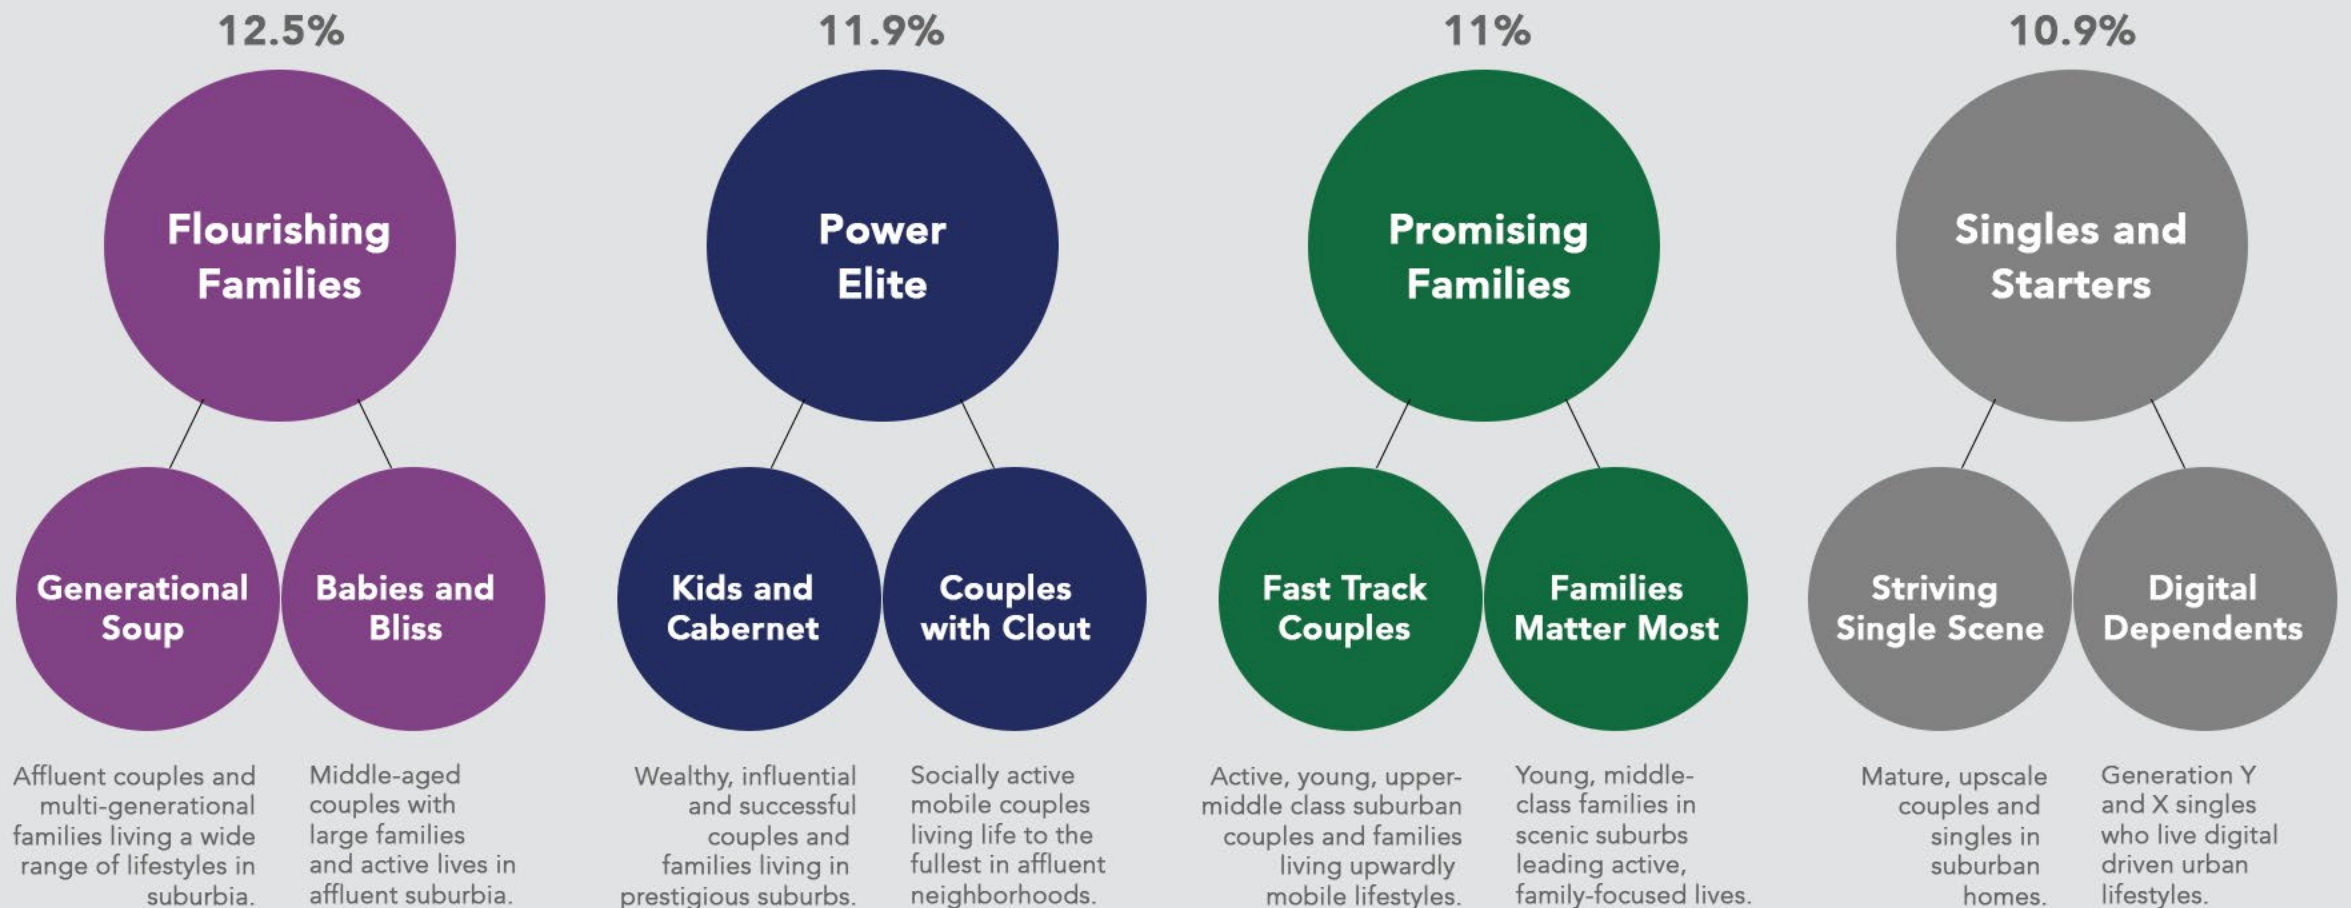 12.5%
Flourishing
Families
Generational
Soup
Babies and
Bliss
Affluent couples and
multi-generational
families living a wide
range of lifestyles in
suburbia.
Middle-aged
couples with
large families
and active lives in
affluent suburbia.
11.9%
Power
Elite
Kids and
Cabernet
Couples
with Clout
Wealthy, influential
and successful
couples and
families living in
prestigious suburbs.
Socially active
mobile couples
living life to the
fullest in affluent
neighborhoods.
11%
Promising
Families
Fast Track
Couples
Families
Matter Most
Active, young, upper-
middle class suburban
couples and families
living upwardly
mobile lifestyles.
Young, middle-
class families in
scenic suburbs
leading active,
family-focused lives.
10.9%
Singles and
Starters
Striving
Single Scene
Digital
Dependents
Mature, upscale
couples and
singles in
suburban
homes.
Generation Y
and X singles
who live digital
driven urban
lifestyles.